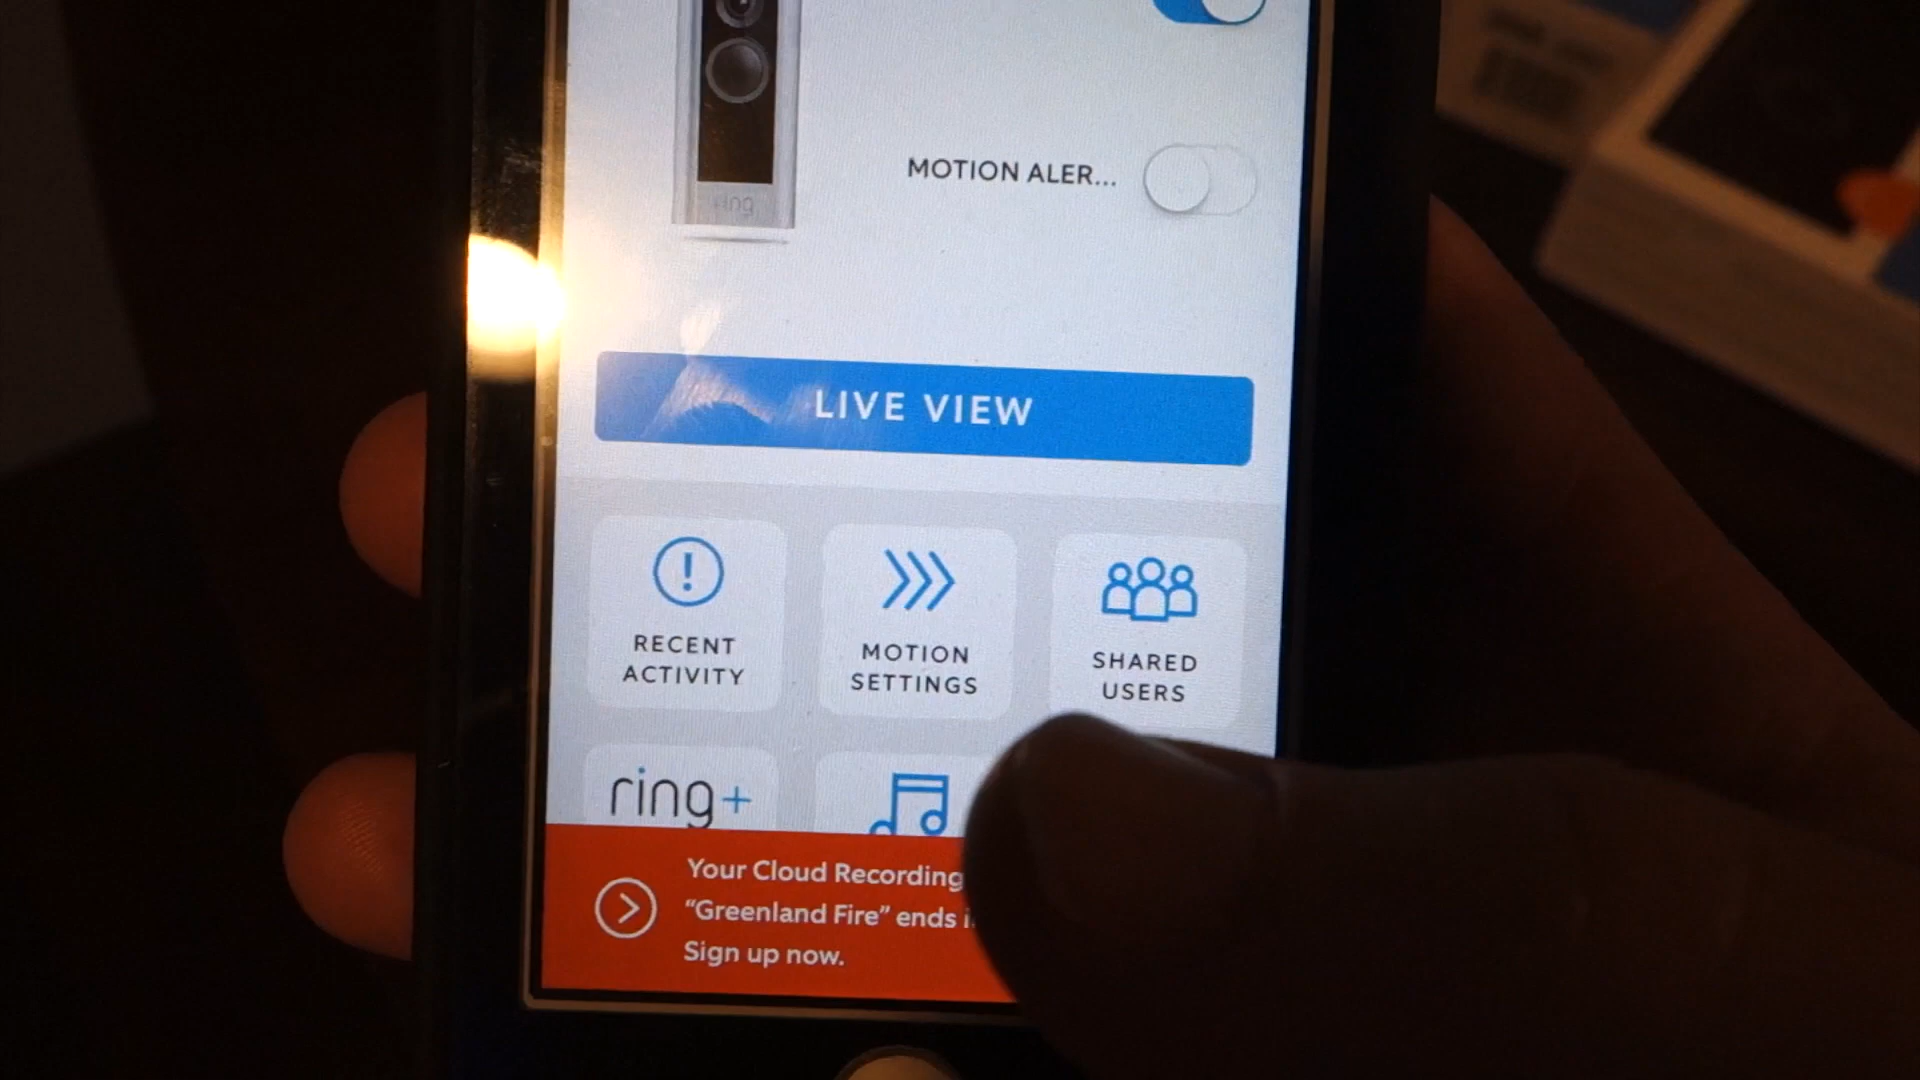 ring
MOTION ALER...
LIVE VIEW
RECENT
ACTIVITY
MOTION
SETTINGS
SHARED
USERS
ring+
Your Cloud Recording
“Greenland Fire” ends
Sign up now.